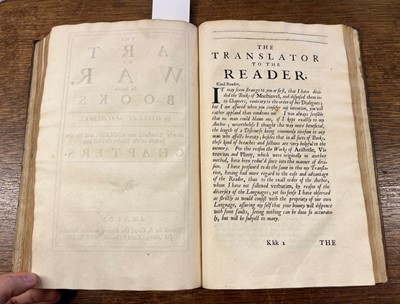 THE
TRANSLATOR
TO THE
READER,
Kind Reader,
IT may seem strange to you at first, that I have divi-
ded the Books of Machiavel, and disposed them in-
to Chapters, contrary to the order of his Dialogues;
but I am assured when you consider my intention, you will
rather applaud than condemn me. I was always sensible
that no man could blame me, if I kept exactly to my
Author, nevertheless I thought this way more beneficial,
the length of a Discourse being commonly tiresom to any
man who affects brevity; besides that in all sorts of Books,
these kind of breaches and pauses are very helpful to the
memory. For this reason the Works of Aristotle, Vi-
truvius and Pliny, which were originally in another
method, have been reduc'd since into the manner of divi-
sion. I have presumed to do the same in this my Transla-
tion, having had more regard to the ease and advantage
of the Reader, than to the exact order of the Author,
whom I have not followed verbatim, by reason of the
diversity of the Languages; yet his sense I have observed
as strictly as would consist with the propriety of our own
Languages, assuring my self that your bounty will dispence
with some faults, seeing nothing can be done so accurate-
ly, but will be subject to many.
Kkk 2 THE
THE
ART
OF
WAR,
BOOKS
CHAPTERS.